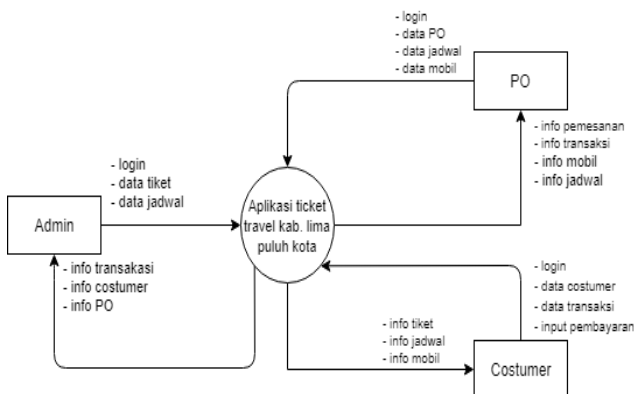 - login
- data PO
- data jadwal
- data mobil
PO
- info pemesanan
- info transaksi
- info mobil
- info jadwal
- login
- data tiket
- data jadwal
Admin
Aplikasi ticket
travel kab. lima
puluh kota
- info transakasi
- info costumer
- info PO
- login
- data costumer
- data transaksi
- input pembayaran
- info tiket
- info jadwal
- info mobil
Costumer